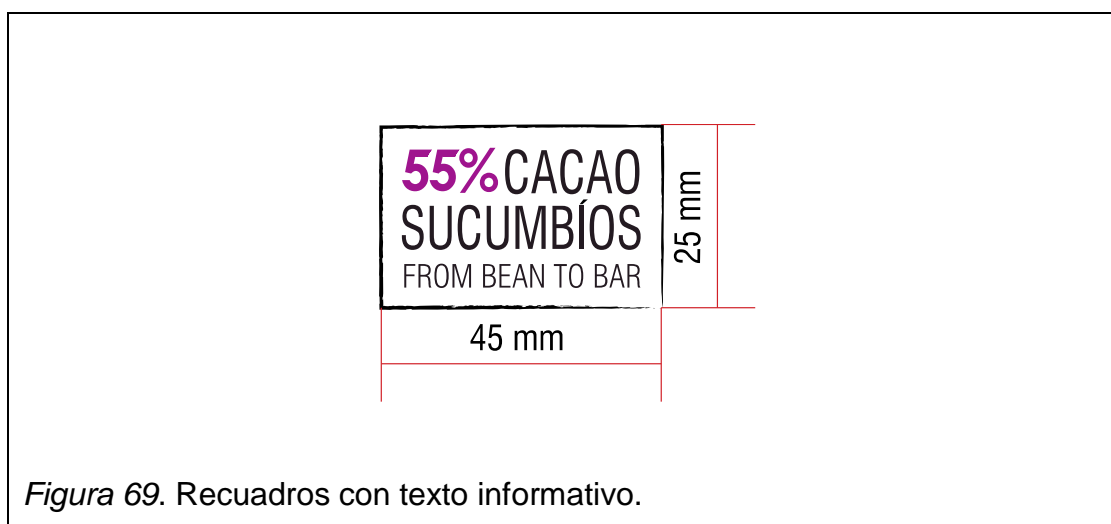 55% CACAO
SUCUMBÍOS
FROM BEAN TO BAR
25 mm
45 mm
Figura 69. Recuadros con texto informativo.